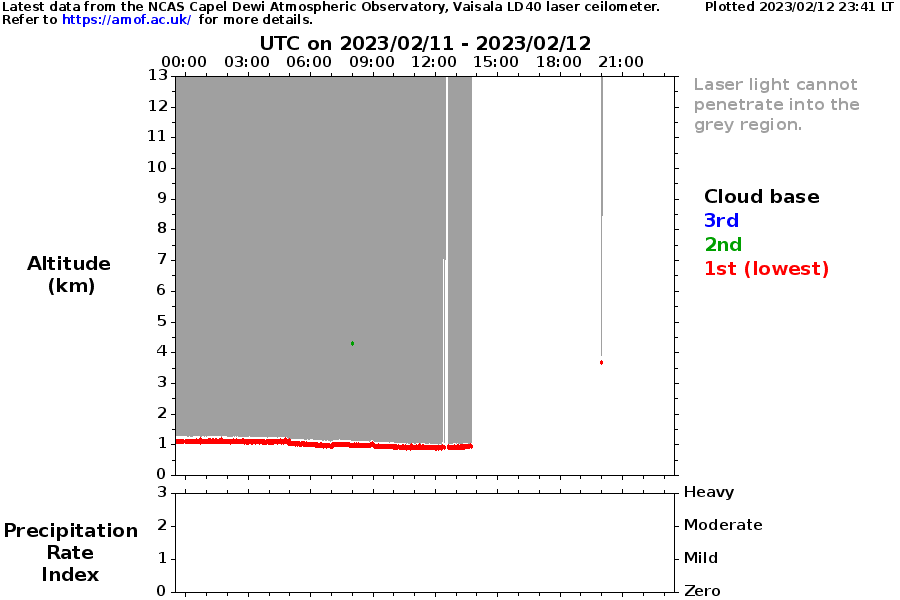 Latest data from the NCAS Capel Dewi Atmospheric Observatory, Vaisala LD40 laser ceilometer.
Plotted 2023/02/12 23:41 LT
Refer to https://amof.ac.uk/ for more details.
UTC on 2023/02/11 - 2023/02/12
00:00 03:00 06:00 09:00 12:00 15:00 18:00 21:00
13
12
11
10
9
8
7
6
5
4
3
2
1
0
Altitude
(km)
Laser light cannot
penetrate into the
grey region.
Cloud base
3rd
2nd
1st (lowest)
3
2
1
0
Precipitation
Rate
Index
Heavy
Moderate
Mild
Zero